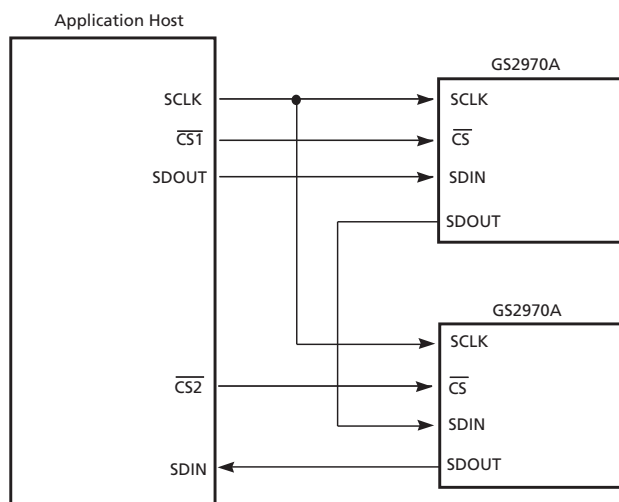 Application Host
SCLK
CS1
SDOUT
CS2
SDIN
GS2970A
SCLK
CS
SDIN
SDOUT
GS2970A
SCLK
CS
SDIN
SDOUT